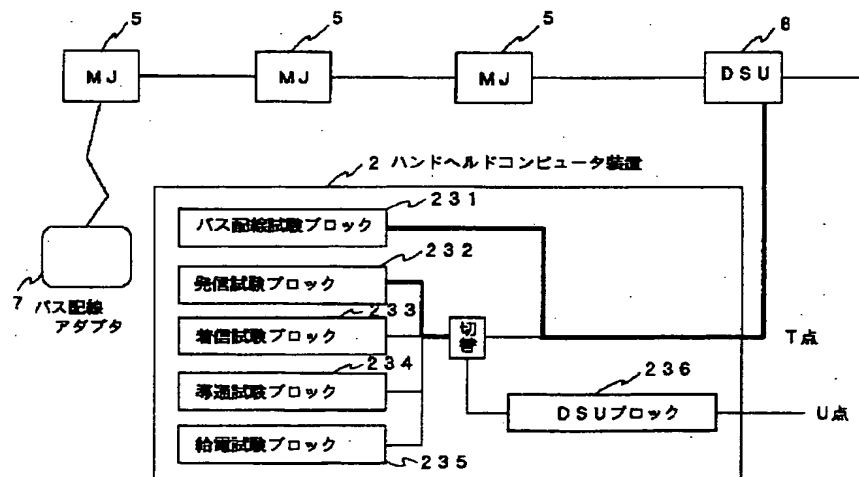 5
5
5
6
MJ
MJ
MJ
DSU
2 ハンドヘルドコンピュータ装置
231
バス配線試験ブロック
232
発信試験ブロック
7 バス配線
アダプタ
233
着信試験ブロック
切替
T点
234
236
導通試験ブロック
DSUブロック
U点
給電試験ブロック
235